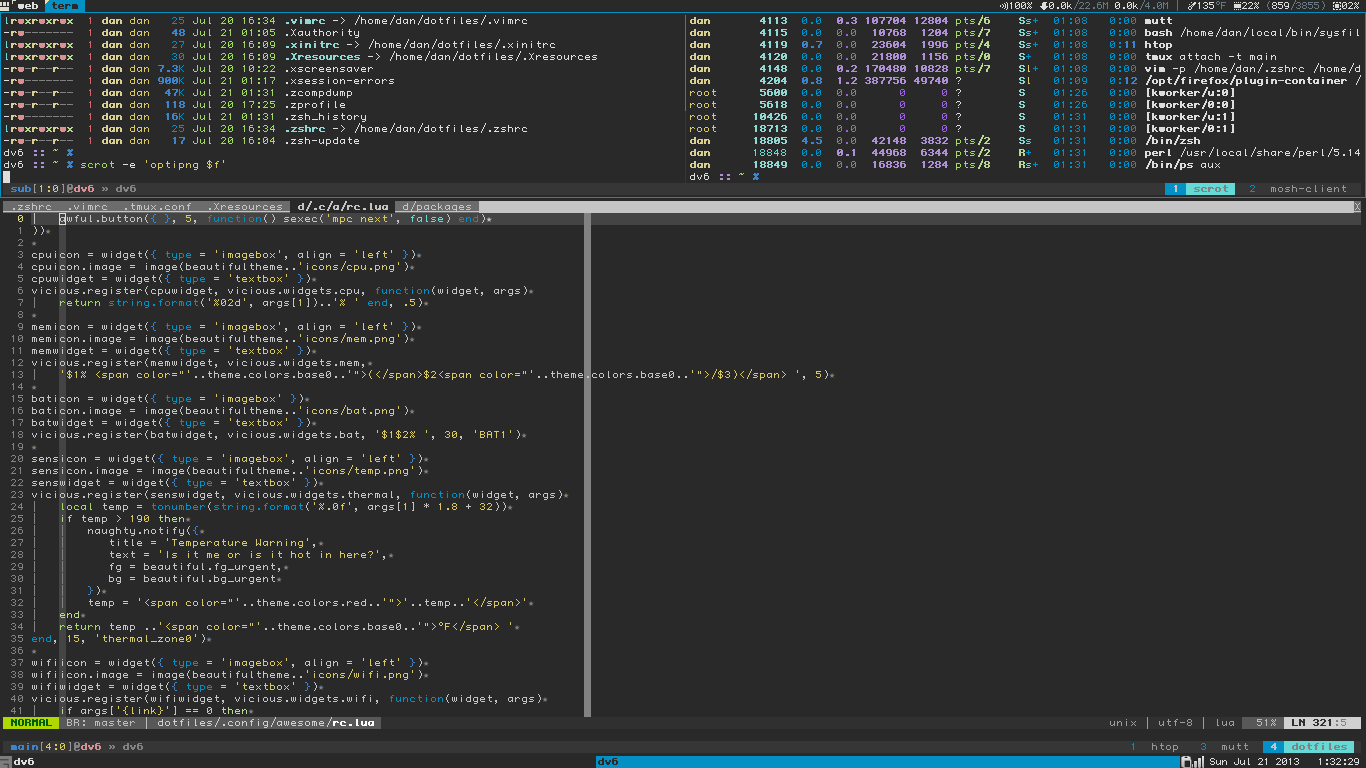 web term 100% 0.0k/22.6M 0.0k/4.0M | 135°F 22% (859/3855) 02%
lrwxrwxrwx 1 dan dan 25 Jul 20 16:34 .vimrc -> /home/dan/dotfiles/.vimrc
-rw------- 1 dan dan 48 Jul 21 01:05 .Xauthority
lrwxrwxrwx 1 dan dan 27 Jul 20 16:09 .xinitrc -> /home/dan/dotfiles/.xinitrc
lrwxrwxrwx 1 dan dan 30 Jul 20 16:09 .Xresources -> /home/dan/dotfiles/.Xresources
-rw-r--r-- 1 dan dan 7.3K Jul 20 18:22 .xscreensaver
-rw------- 1 dan dan 900K Jul 21 01:17 .xsession-errors
-rw-r--r-- 1 dan dan 47K Jul 21 01:31 .zcompdump
-rw-r--r-- 1 dan dan 118 Jul 20 17:25 .zprofile
-rw------- 1 dan dan 16K Jul 21 01:31 .zsh_history
lrwxrwxrwx 1 dan dan 25 Jul 20 16:34 .zshrc -> /home/dan/dotfiles/.zshrc
-rw-r--r-- 1 dan dan 17 Jul 20 16:04 .zsh-update
dv6 :: ~ %
dv6 :: ~ % scrot -e 'optipng $f'
dan 4113 0.0 0.3 107704 12804 pts/6 Ss+ 01:08 0:00 mutt
dan 4115 0.0 0.0 10768 1204 pts/7 Ss 01:08 0:00 bash /home/dan/local/bin/sysfil
dan 4119 0.7 0.0 23604 1996 pts/4 Ss+ 01:08 0:11 htop
dan 4120 0.0 0.0 21800 1156 pts/0 S+ 01:08 0:00 tmux attach -t main
dan 4148 0.0 0.2 170480 10828 pts/7 Sl+ 01:08 0:00 vim -p /home/dan/.zshrc /home/d
dan 4204 0.8 1.2 387756 49740 ? Sl 01:09 0:12 /opt/firefox/plugin-container /
root 5600 0.0 0.0 0 0 ? S 01:26 0:00 [kworker/u:0]
root 5618 0.0 0.0 0 0 ? S 01:26 0:00 [kworker/0:0]
root 10426 0.0 0.0 0 0 ? S 01:31 0:00 [kworker/u:1]
root 18713 0.0 0.0 0 0 ? S 01:31 0:00 [kworker/0:1]
dan 18805 4.5 0.0 42148 3832 pts/2 Ss 01:31 0:00 /bin/zsh
dan 18848 0.0 0.1 44968 6344 pts/2 R+ 01:31 0:00 perl /usr/local/share/perl/5.14
dan 18849 0.0 0.0 16836 1284 pts/8 Rs+ 01:31 0:00 /bin/ps aux
dv6 :: ~ %
sub[1:0]@dv6 » dv6 1 scrot 2 mosh-client
.zshrc .vimrc .tmux.conf .Xresources d/.c/a/rc.lua d/packages X
0 | awful.button({ }, 5, function() sexec('mpc next', false) end)
1 ))
2
3 cpuicon = widget({ type = 'imagebox', align = 'left' })
4 cpuicon.image = image(beautifultheme..'icons/cpu.png')
5 cpuwidget = widget({ type = 'textbox' })
6 vicious.register(cpuwidget, vicious.widgets.cpu, function(widget, args)
7 | return string.format('%02d', args[1])..'% ' end, .5)
8
9 memicon = widget({ type = 'imagebox', align = 'left' })
10 memicon.image = image(beautifultheme..'icons/mem.png')
11 memwidget = widget({ type = 'textbox' })
12 vicious.register(memwidget, vicious.widgets.mem,
13 | '$1% <span color="'..theme.colors.base0..'">(</span>$2<span color="'..theme.colors.base0..'">/$3)</span> ', 5)
14
15 baticon = widget({ type = 'imagebox' })
16 baticon.image = image(beautifultheme..'icons/bat.png')
17 batwidget = widget({ type = 'textbox' })
18 vicious.register(batwidget, vicious.widgets.bat, '$1$2% ', 30, 'BAT1')
19
20 sensicon = widget({ type = 'imagebox', align = 'left' })
21 sensicon.image = image(beautifultheme..'icons/temp.png')
22 senswidget = widget({ type = 'textbox' })
23 vicious.register(senswidget, vicious.widgets.thermal, function(widget, args)
24 | local temp = tonumber(string.format('%.0f', args[1] * 1.8 + 32))
25 | if temp > 190 then
26 | | naughty.notify({
27 | | title = 'Temperature Warning',
28 | | text = 'Is it me or is it hot in here?',
29 | | fg = beautiful.fg_urgent,
30 | | bg = beautiful.bg_urgent
31 | | })
32 | | temp = '<span color="'..theme.colors.red..'">'..temp..'</span>'
33 | end
34 | return temp ..'<span color="'..theme.colors.base0..'">°F</span> '
35 end, 15, 'thermal_zone0')
36
37 wifiicon = widget({ type = 'imagebox', align = 'left' })
38 wifiicon.image = image(beautifultheme..'icons/wifi.png')
39 wifiwidget = widget({ type = 'textbox' })
40 vicious.register(wifiwidget, vicious.widgets.wifi, function(widget, args)
41 | if args['{link}'] == 0 then
NORMAL BR: master | dotfiles/.config/awesome/rc.lua unix | utf-8 | lua 51% LN 321:5
main[4:0]@dv6 » dv6 1 htop 3 mutt 4 dotfiles
dv6 dv6 Sun Jul 21 2013 1:32:29